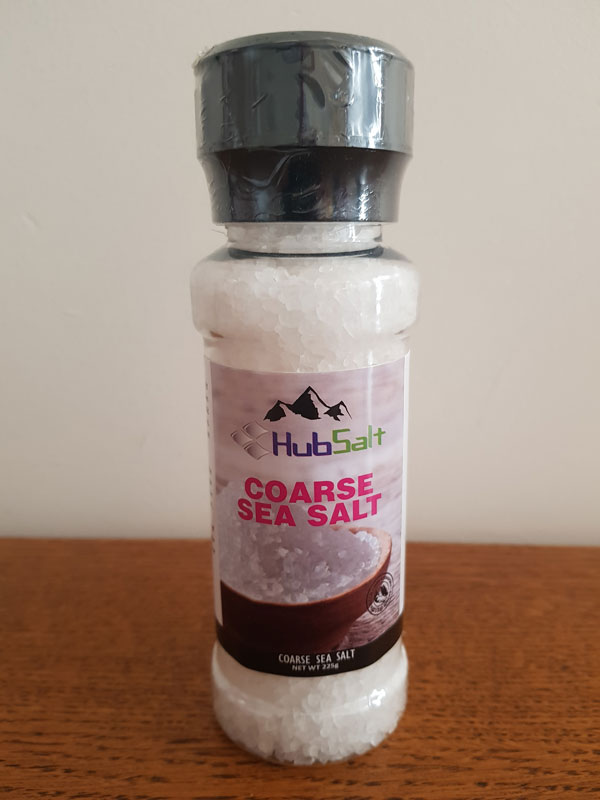 HubSalt
COARSE
SEA SALT
COARSE SEA SALT
NET WT 225g